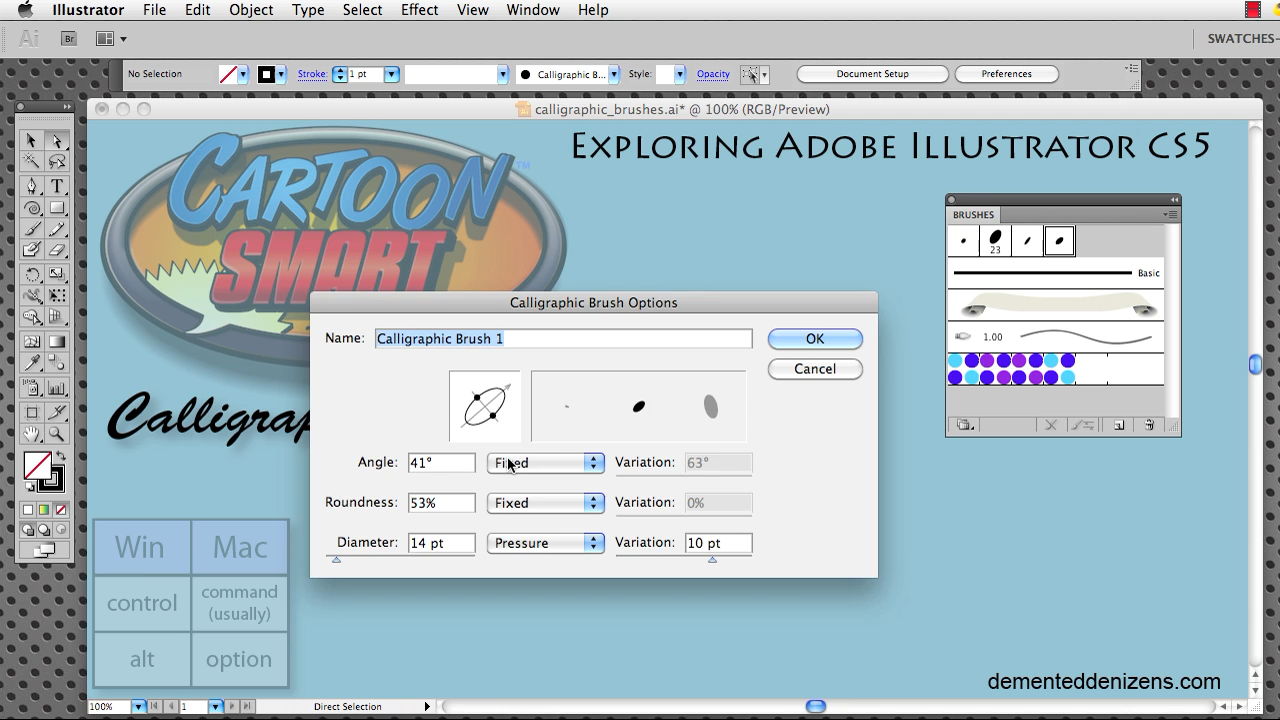 Illustrator File Edit Object Type Select Effect View Window Help
Ai Br SWATCHES-
No Selection Stroke: 1 pt Calligraphic B... Style: Opacity Document Setup Preferences
calligraphic_brushes.ai* @ 100% (RGB/Preview)
Exploring Adobe Illustrator CS5
CARTOON™
SMART
BRUSHES
23
Basic
1.00
Calligraphic Brush Options
Name: Calligraphic Brush 1 OK
Cancel
Calligrap
Angle: 41° Fixed Variation: 63°
Roundness: 53% Fixed Variation: 0%
Diameter: 14 pt Pressure Variation: 10 pt
Win Mac
control command
(usually)
alt option
dementeddenizens.com
100% 1 Direct Selection